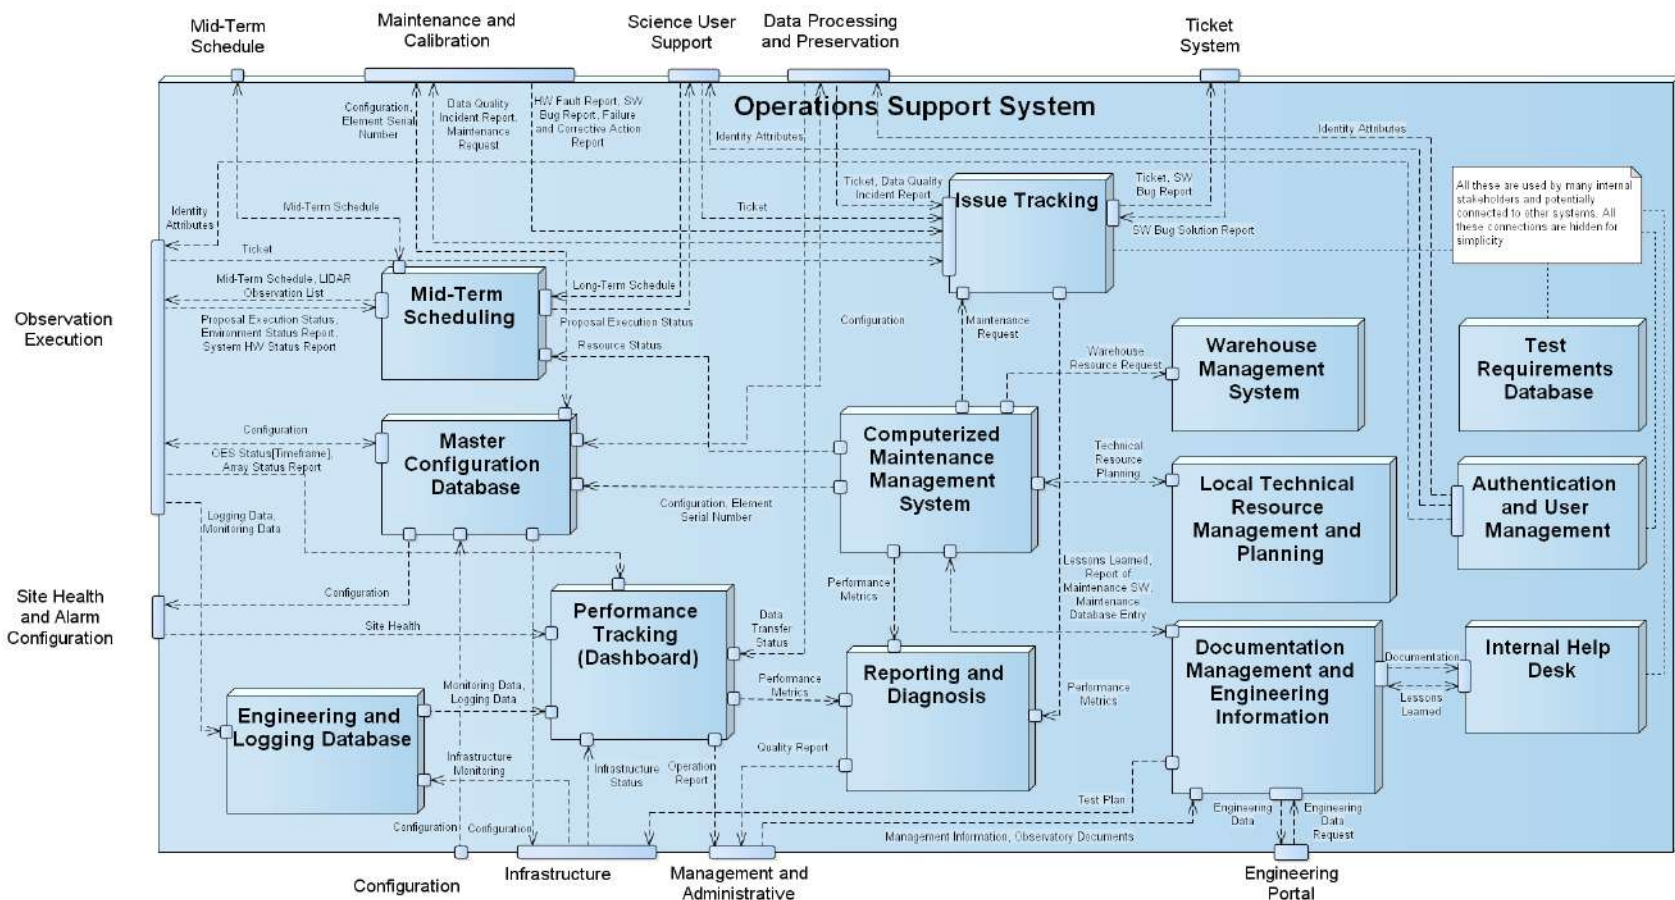 Mid-Term
Schedule
Maintenance and
Calibration
Science User
Support
Data Processing
and Preservation
Ticket
System
Operations Support System
Configuration,
Element Serial
Number
Data Quality
Incident Report,
Maintenance
Request
HW Fault Report, SW
Bug Report, Failure
and Corrective Action
Report
Identity Attributes
Identity Attributes
All these are used by many internal
stakeholders and potentially
connected to other systems. All
these connections are hidden for
simplicity
Identity
Attributes
Mid-Term Schedule
Ticket
Ticket, Data Quality
Incident Report
Issue Tracking
Ticket, SW
Bug Report
SW Bug Solution Report
Ticket
Observation
Execution
Mid-Term Schedule, LIDAR
Observation List
Proposal Execution Status,
Environment Status Report,
System HW Status Report
Mid-Term
Scheduling
Long-Term Schedule
Proposal Execution Status
Resource Status
Configuration
Maintenance
Request
Warehouse
Resource Request
Warehouse
Management
System
Test
Requirements
Database
Configuration
OES Status[Timeframe],
Array Status Report
Master
Configuration
Database
Configuration, Element
Serial Number
Computerized
Maintenance
Management
System
Technical
Resource
Planning
Local Technical
Resource
Management and
Planning
Authentication
and User
Management
Logging Data,
Monitoring Data
Site Health
and Alarm
Configuration
Configuration
Site Health
Performance
Tracking
(Dashboard)
Data
Transfer
Status
Performance
Metrics
Lessons Learned,
Report of
Maintenance SW,
Maintenance
Database Entry
Engineering and
Logging Database
Monitoring Data,
Logging Data
Performance
Metrics
Reporting and
Diagnosis
Performance
Metrics
Documentation
Management and
Engineering
Information
Documentation
Lessons
Learned
Internal Help
Desk
Infrastructure
Monitoring
Infrastructure
Status
Operation
Report
Quality Report
Test Plan
Configuration
Configuration
Management Information, Observatory Documents
Engineering
Data
Engineering
Data
Request
Configuration
Infrastructure
Management and
Administrative
Engineering
Portal